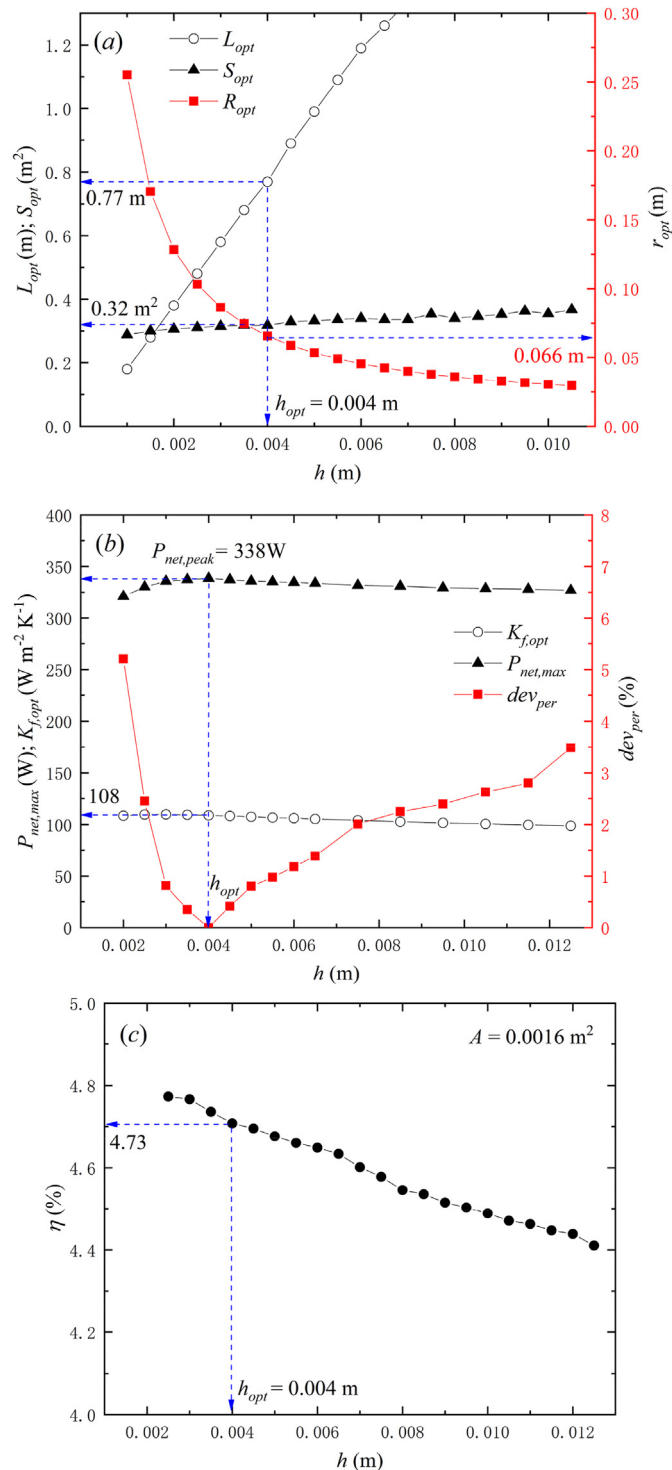 (a)
L_opt
S_opt
R_opt
0.77 m
0.32 m²
0.066 m
h_opt = 0.004 m
L_opt (m); S_opt (m²)
0.0
0.2
0.4
0.6
0.8
1.0
1.2
r_opt (m)
0.00
0.05
0.10
0.15
0.20
0.25
0.30
0.002 0.004 0.006 0.008 0.010
h (m)
(b)
P_net,peak = 338W
K_f,opt
P_net,max
dev_per
108
h_opt
P_net,max (W); K_f,opt (W m⁻² K⁻¹)
0
50
100
150
200
250
300
350
400
dev_per (%)
0
1
2
3
4
5
6
7
8
0.002 0.004 0.006 0.008 0.010 0.012
h (m)
(c)
A = 0.0016 m²
4.73
h_opt = 0.004 m
η (%)
4.0
4.2
4.4
4.6
4.8
5.0
0.002 0.004 0.006 0.008 0.010 0.012
h (m)